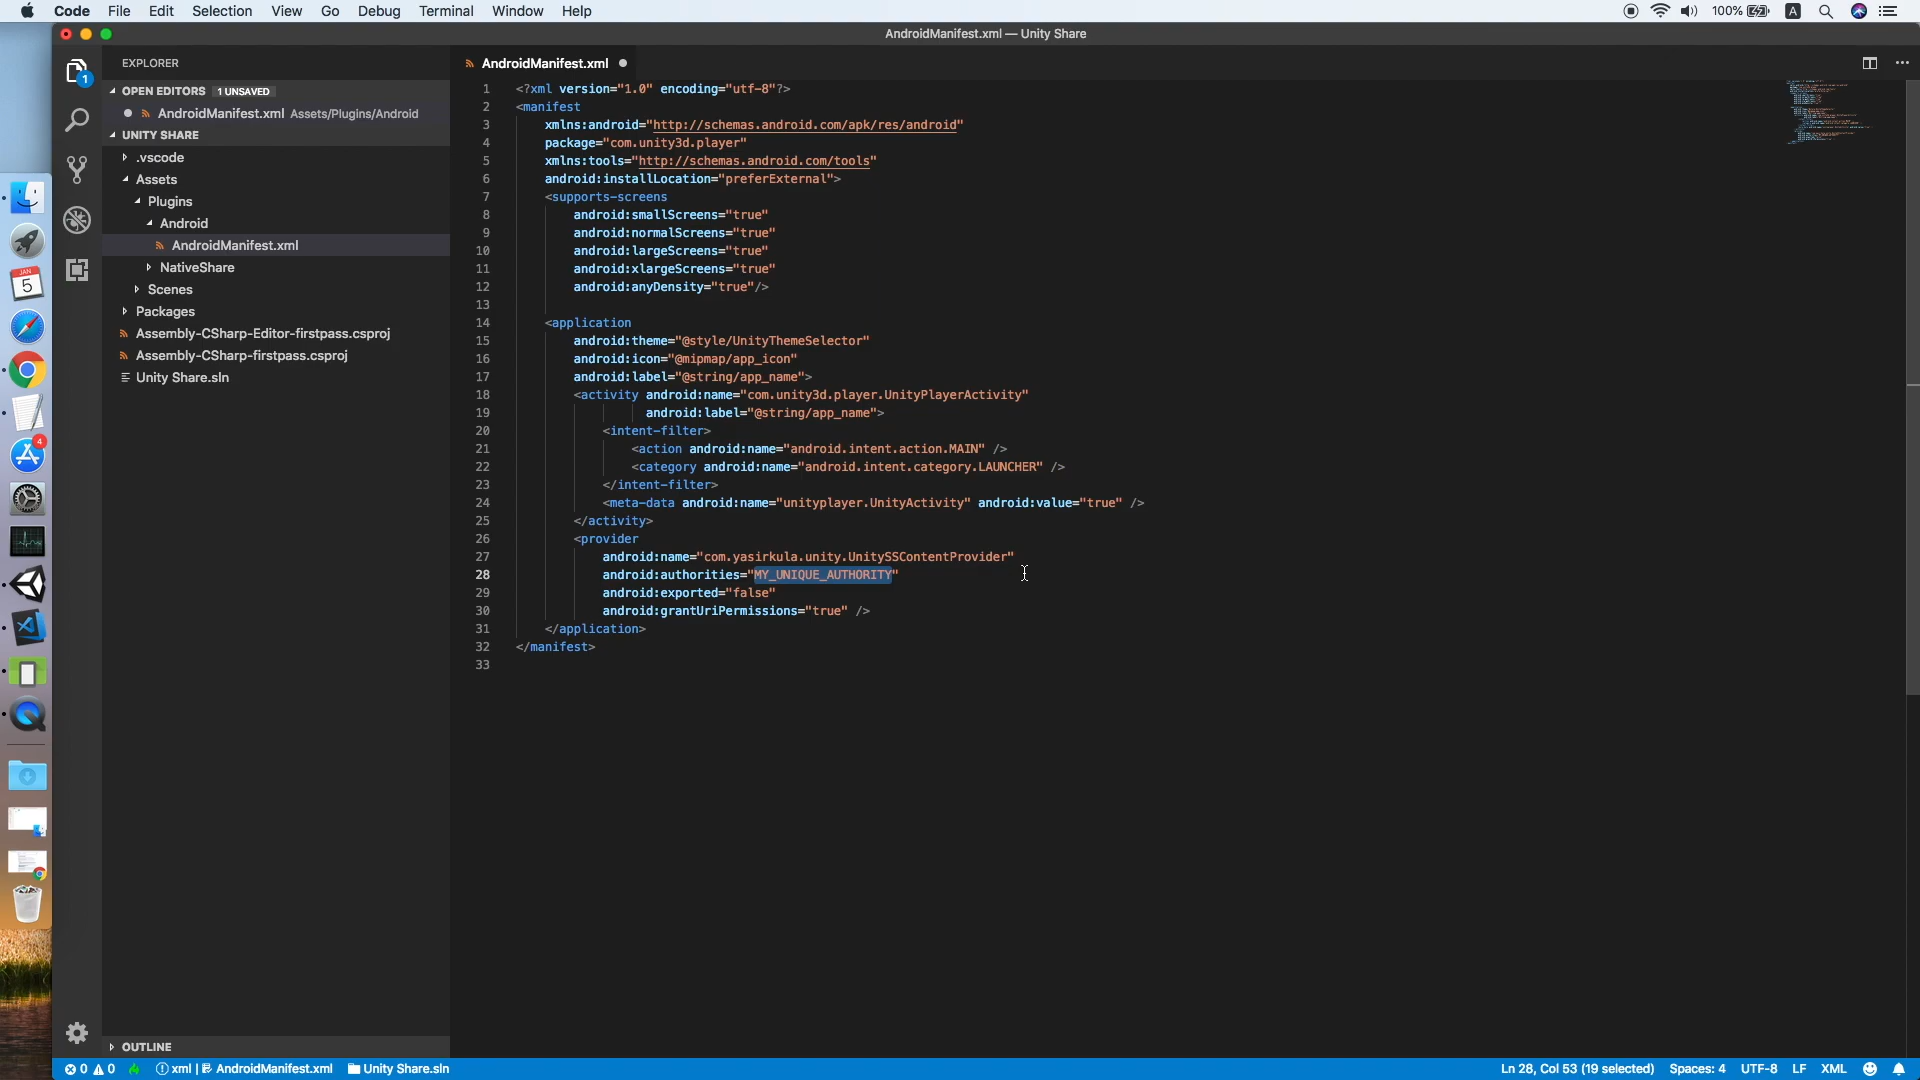 Code File Edit Selection View Go Debug Terminal Window Help
100% A
AndroidManifest.xml — Unity Share
EXPLORER
AndroidManifest.xml
1
OPEN EDITORS 1 UNSAVED
AndroidManifest.xml Assets/Plugins/Android
UNITY SHARE
.vscode
Assets
Plugins
Android
AndroidManifest.xml
NativeShare
Scenes
Packages
Assembly-CSharp-Editor-firstpass.csproj
Assembly-CSharp-firstpass.csproj
Unity Share.sln
JAN
5
4
1 <?xml version="1.0" encoding="utf-8"?>
2 <manifest
3 xmlns:android="http://schemas.android.com/apk/res/android"
4 package="com.unity3d.player"
5 xmlns:tools="http://schemas.android.com/tools"
6 android:installLocation="preferExternal">
7 <supports-screens
8 android:smallScreens="true"
9 android:normalScreens="true"
10 android:largeScreens="true"
11 android:xlargeScreens="true"
12 android:anyDensity="true"/>
13
14 <application
15 android:theme="@style/UnityThemeSelector"
16 android:icon="@mipmap/app_icon"
17 android:label="@string/app_name">
18 <activity android:name="com.unity3d.player.UnityPlayerActivity"
19 android:label="@string/app_name">
20 <intent-filter>
21 <action android:name="android.intent.action.MAIN" />
22 <category android:name="android.intent.category.LAUNCHER" />
23 </intent-filter>
24 <meta-data android:name="unityplayer.UnityActivity" android:value="true" />
25 </activity>
26 <provider
27 android:name="com.yasirkula.unity.UnitySSContentProvider"
28 android:authorities="MY_UNIQUE_AUTHORITY"
29 android:exported="false"
30 android:grantUriPermissions="true" />
31 </application>
32 </manifest>
33
OUTLINE
0 0 xml | AndroidManifest.xml Unity Share.sln
Ln 28, Col 53 (19 selected) Spaces: 4 UTF-8 LF XML